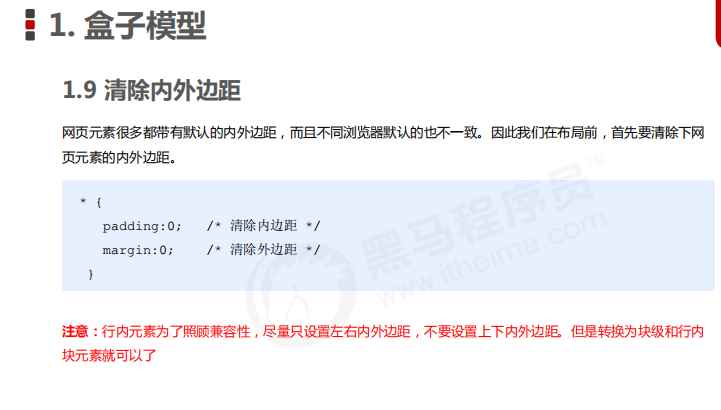 1. 盒子模型
1.9 清除内外边距
网页元素很多都带有默认的内外边距，而且不同浏览器默认的也不一致。因此我们在布局前，首先要清除下网
页元素的内外边距。
* {
padding:0; /* 清除内边距 */
margin:0; /* 清除外边距 */
}
黑马程序员™
www.itheima.com
注意：行内元素为了照顾兼容性，尽量只设置左右内外边距，不要设置上下内外边距。但是转换为块级和行内
块元素就可以了